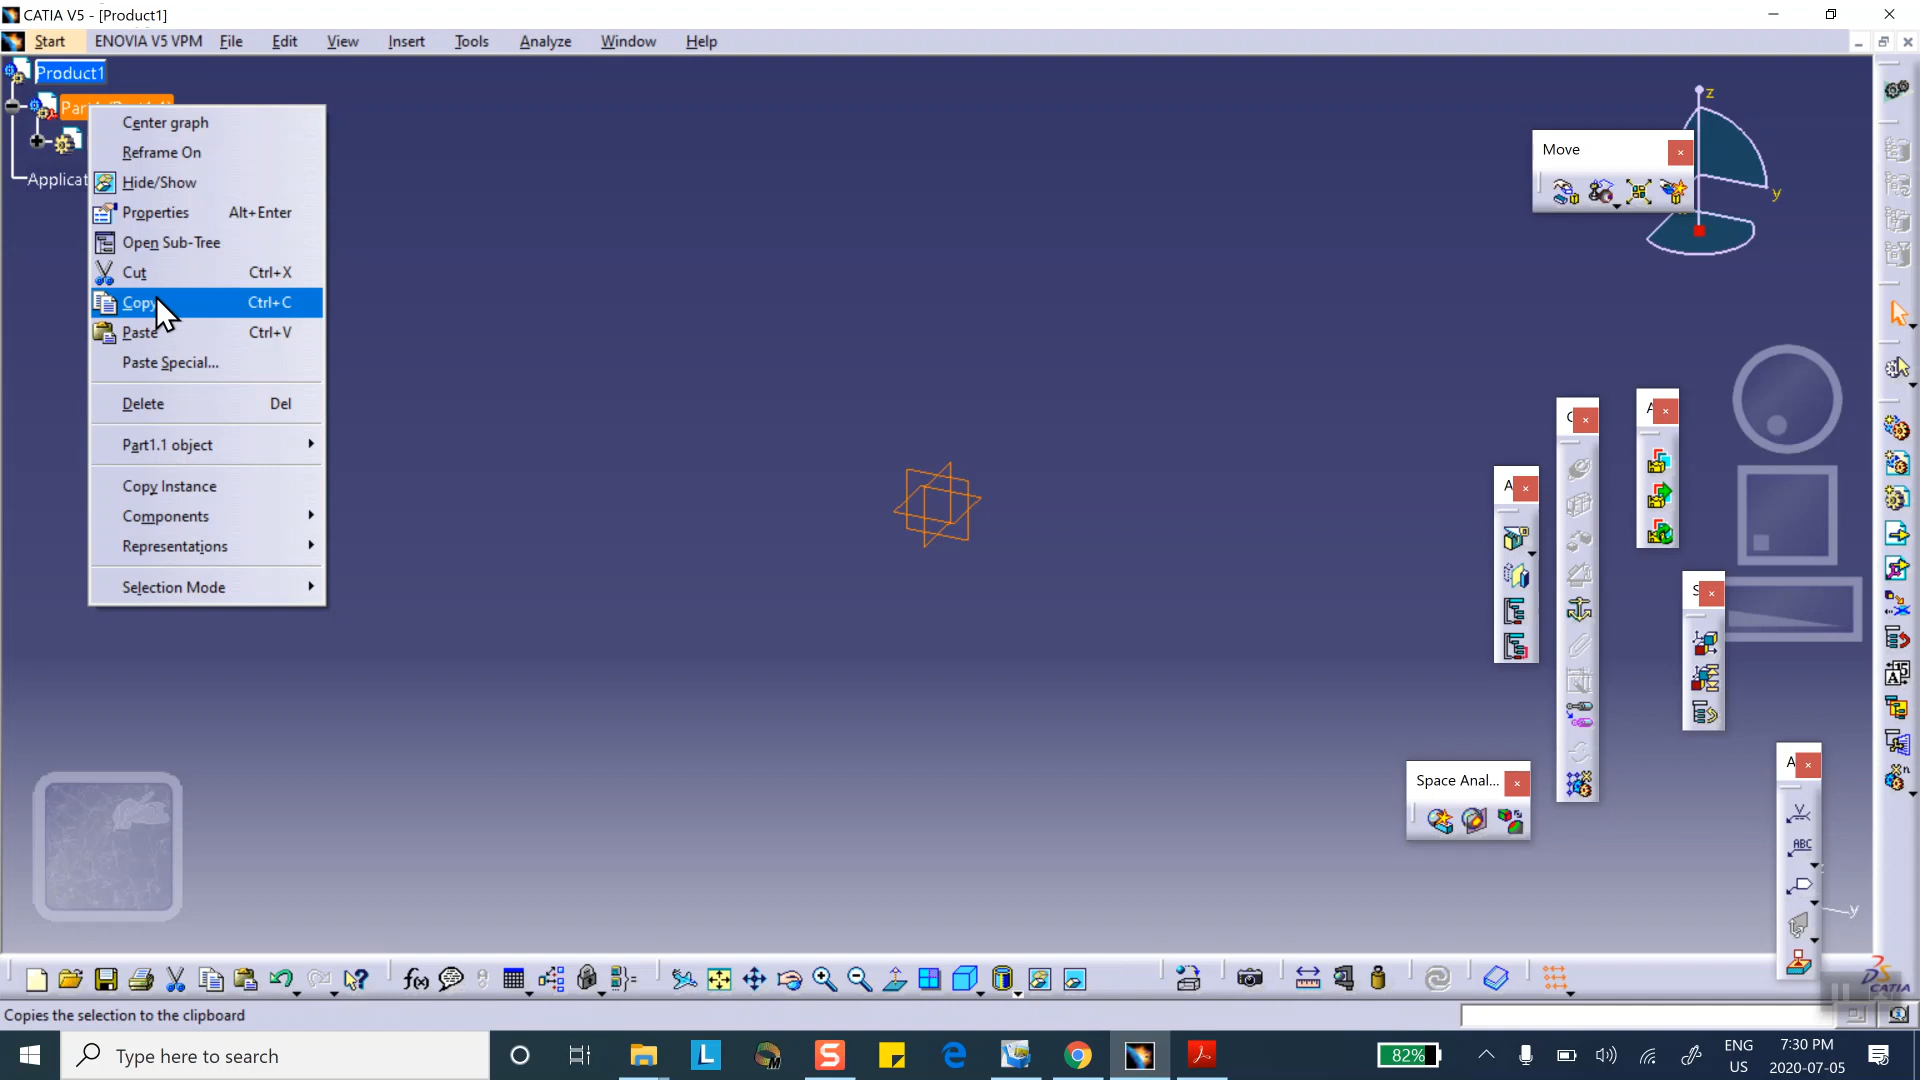 CATIA V5 - [Product1]
Start ENOVIA V5 VPM File Edit View Insert Tools Analyze Window Help
Product1
Applicat
Center graph
Reframe On
Hide/Show
Properties Alt+Enter
Open Sub-Tree
Cut Ctrl+X
Copy Ctrl+C
Paste Ctrl+V
Paste Special...
Delete Del
Part1.1 object
Copy Instance
Components
Representations
Selection Mode
z
y
Move
A
A
Space Anal...
A
ABC
y
CATIA
Copies the selection to the clipboard
Type here to search
82%
ENG
US
7:30 PM
2020-07-05